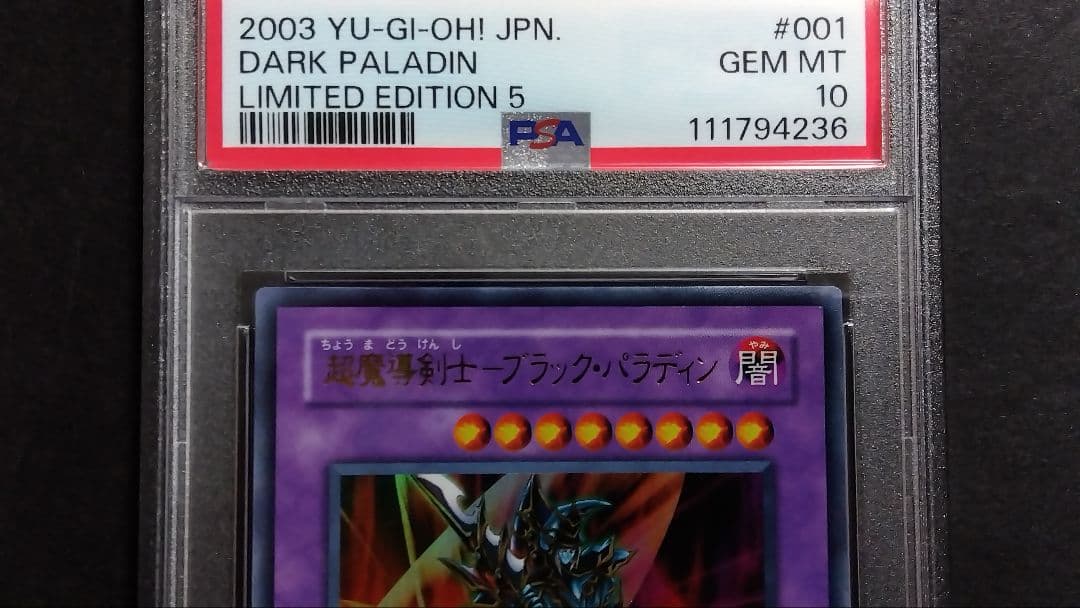 2003 YU-GI-OH! JPN. #001
DARK PALADIN GEM MT
LIMITED EDITION 5 10
PSA 111794236
ちょう ま どう けん し
超魔導剣士-ブラック・パラディン
やみ
闇